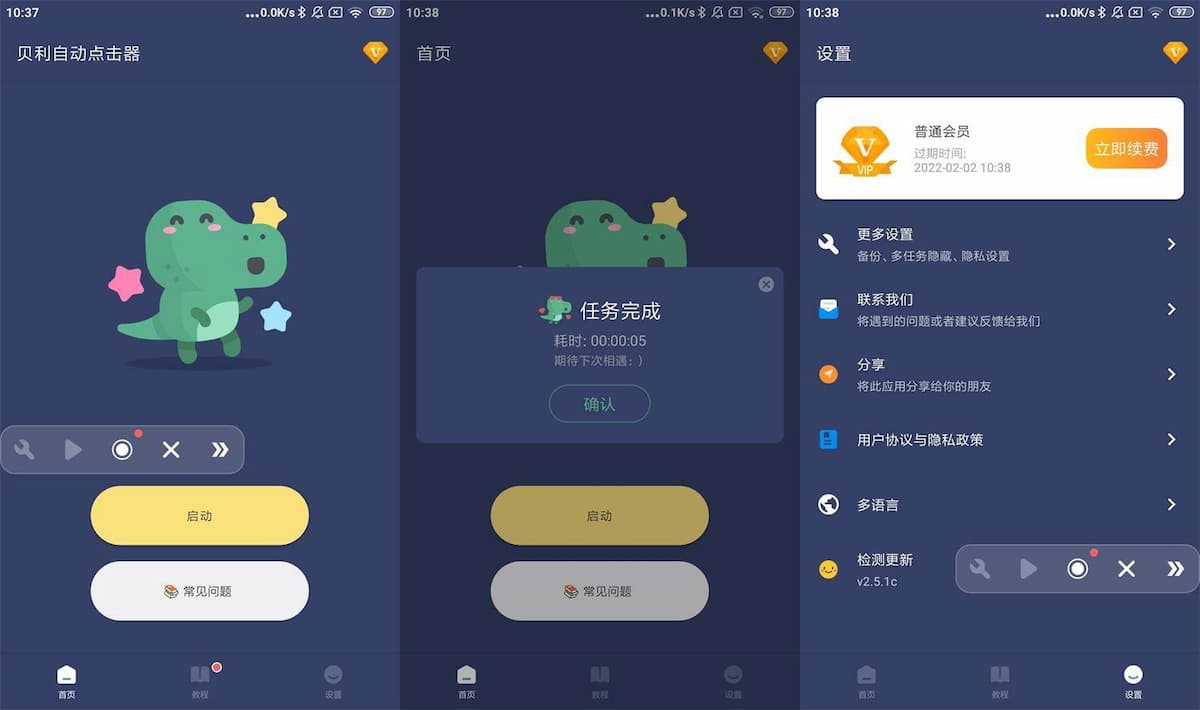 10:37
...0.0K/s
97
贝利自动点击器
V
启动
常见问题
首页
教程
设置
10:38
...0.1K/s
97
首页
V
任务完成
耗时: 00:00:05
期待下次相遇: )
确认
启动
常见问题
首页
教程
设置
10:38
...0.0K/s
97
设置
V
V
VIP
普通会员
过期时间:
2022-02-02 10:38
立即续费
更多设置
备份、多任务隐藏、隐私设置
联系我们
将遇到的问题或者建议反馈给我们
分享
将此应用分享给你的朋友
用户协议与隐私政策
多语言
检测更新
v2.5.1c
首页
教程
设置